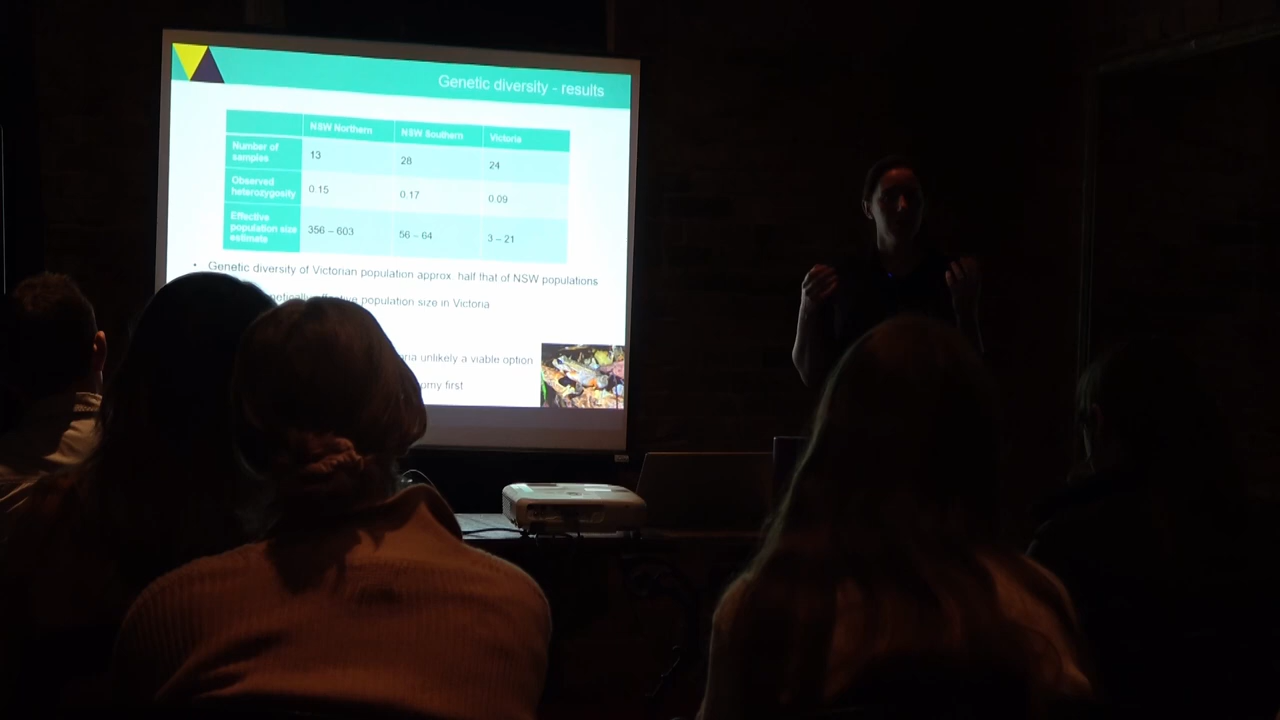 Genetic diversity - results
NSW Northern NSW Southern Victoria
Number of
samples 13 28 24
Observed
heterozygosity 0.15 0.17 0.09
Effective
population size
estimate 356 – 603 56 – 64 3 – 21
• Genetic diversity of Victorian population approx. half that of NSW populations
effective population size in Victoria
unlikely a viable option
first